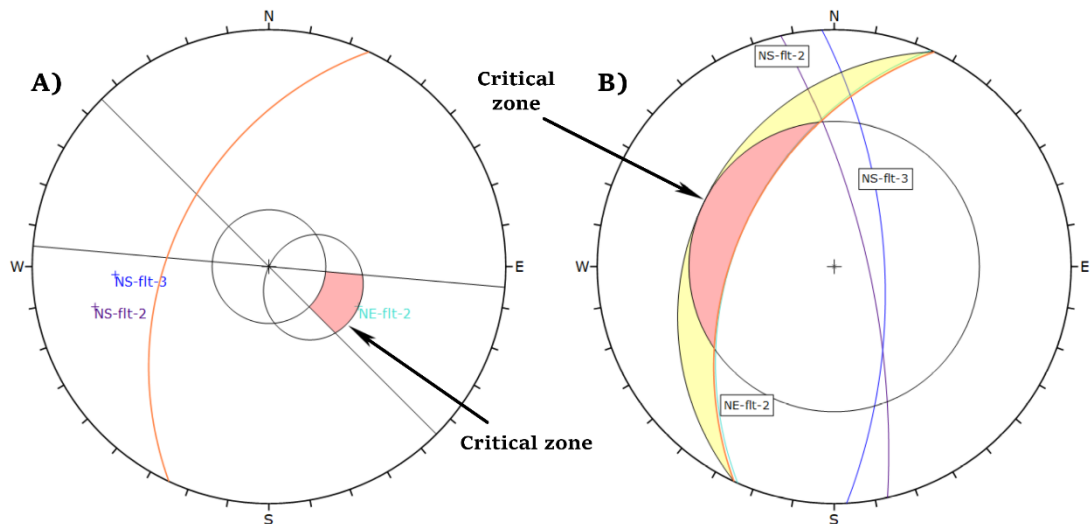 N
A)
W
E
NS-flt-3
NS-flt-2
NE-flt-2
Critical zone
S
Critical
zone
N
B)
NS-flt-2
NS-flt-3
W
E
NE-flt-2
S